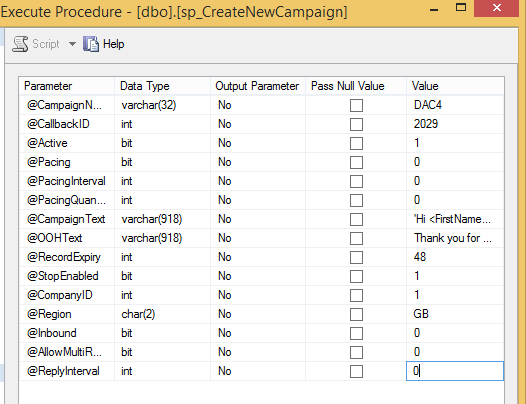 Execute Procedure - [dbo].[sp_CreateNewCampaign]
Script Help
Parameter Data Type Output Parameter Pass Null Value Value
@CampaignN... varchar(32) No DAC4
@CallbackID int No 2029
@Active bit No 1
@Pacing bit No 0
@PacingInterval int No 0
@PacingQuan... int No 0
@CampaignText varchar(918) No 'Hi <FirstName...
@OOHText varchar(918) No Thank you for ...
@RecordExpiry int No 48
@StopEnabled bit No 1
@CompanyID int No 1
@Region char(2) No GB
@Inbound bit No 0
@AllowMultiR... bit No 0
@ReplyInterval int No 0